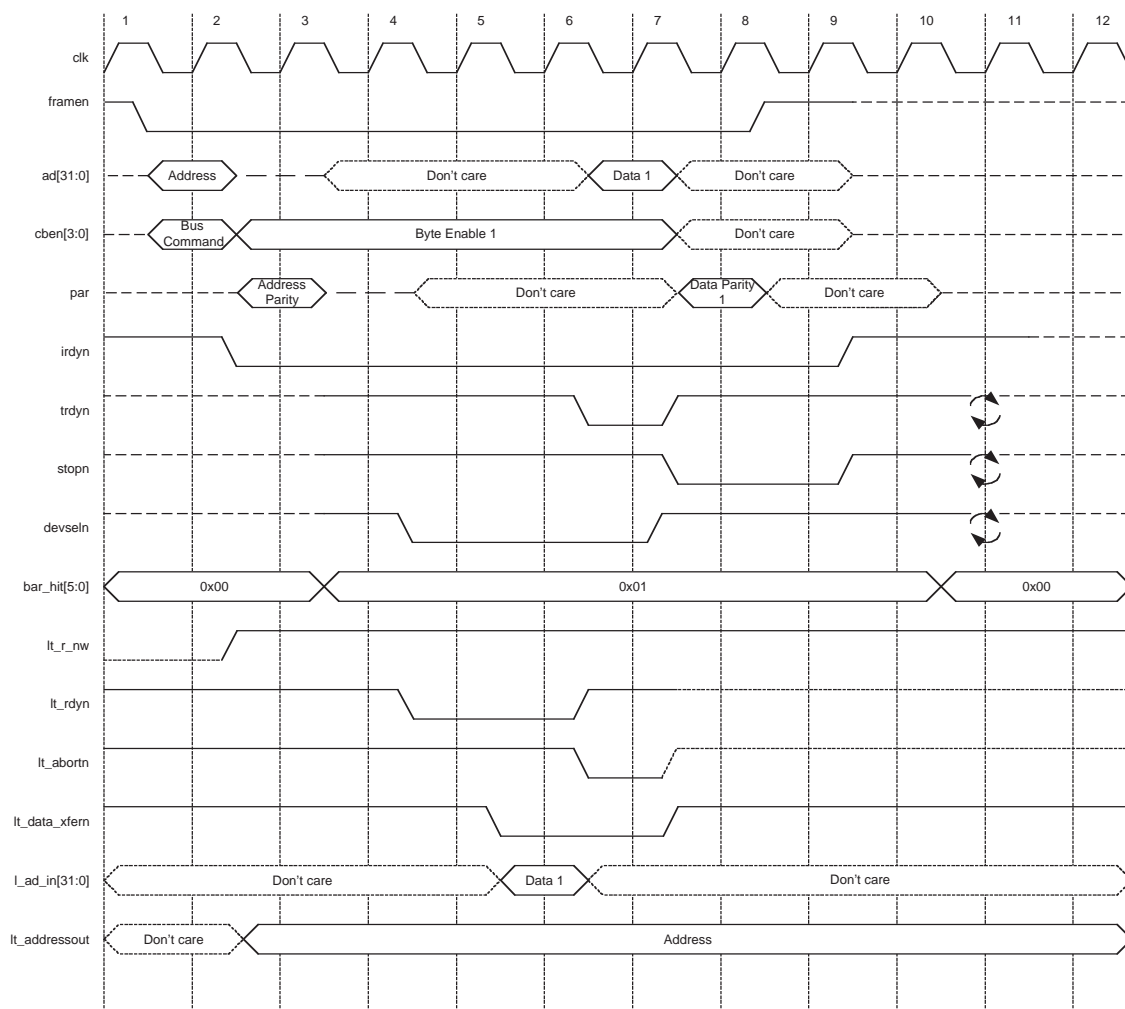 1 2 3 4 5 6 7 8 9 10 11 12
clk
framen
ad[31:0] Address Don't care Data 1 Don't care
cben[3:0] Bus Command Byte Enable 1 Don't care
par Address Parity Don't care Data Parity 1 Don't care
irdyn
trdyn
stopn
devseln
bar_hit[5:0] 0x00 0x01 0x00
lt_r_nw
lt_rdyn
lt_abortn
lt_data_xfern
l_ad_in[31:0] Don't care Data 1 Don't care
lt_addressout Don't care Address